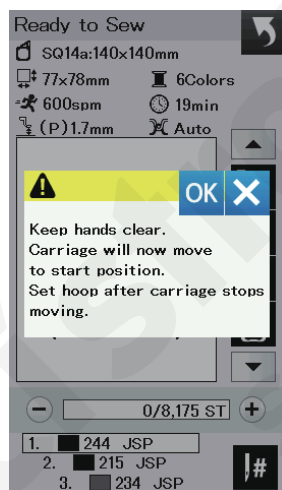 Ready to Sew
SQ14a:140×140mm
77×78mm 6Colors
600spm 19min
(P)1.7mm Auto
OK
Keep hands clear.
Carriage will now move
to start position.
Set hoop after carriage stops
moving.
0/8,175 ST
1. 244 JSP
2. 215 JSP
3. 234 JSP
#